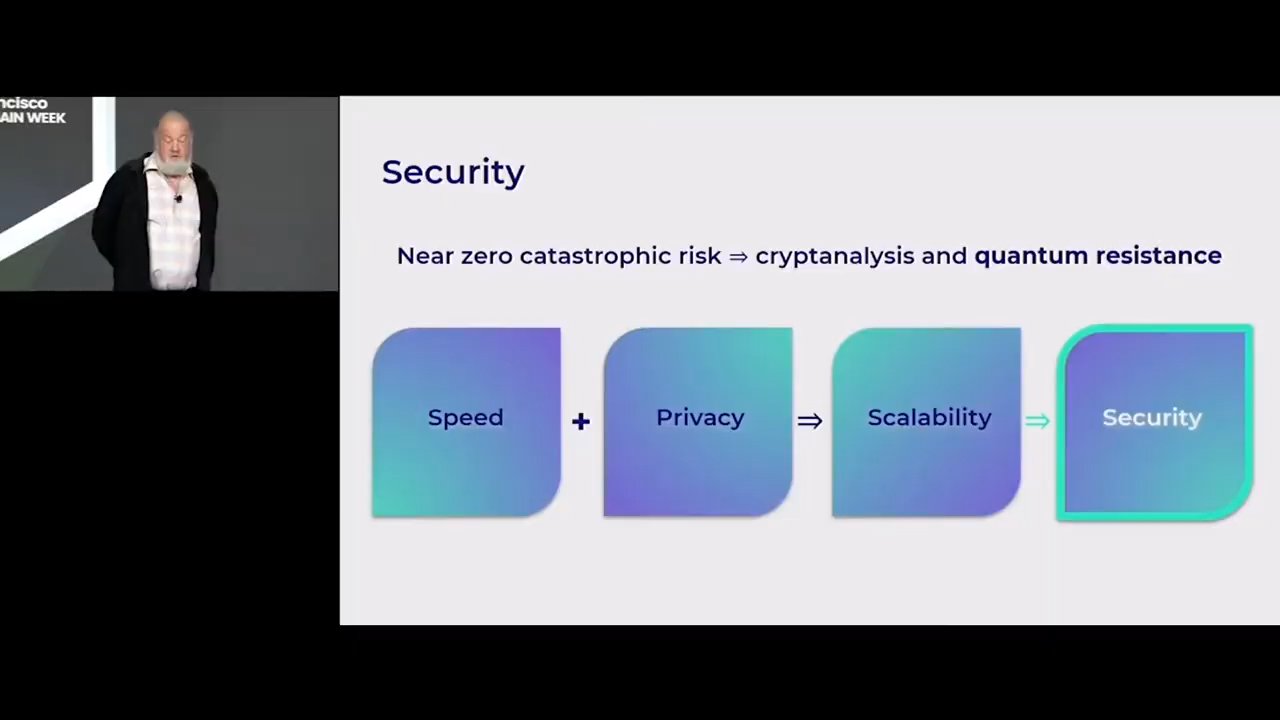 ncisco
AIN WEEK
Security
Near zero catastrophic risk ⇒ cryptanalysis and quantum resistance
Speed + Privacy ⇒ Scalability ⇒ Security